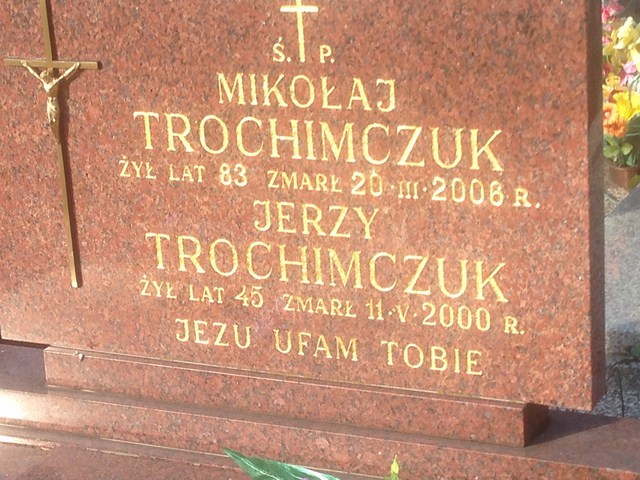 Ś. P.
MIKOŁAJ
TROCHIMCZUK
ŻYŁ LAT 83 ZMARŁ 20·III·2006 R.
JERZY
TROCHIMCZUK
ŻYŁ LAT 45 ZMARŁ 11·V·2000 R.
JEZU UFAM TOBIE